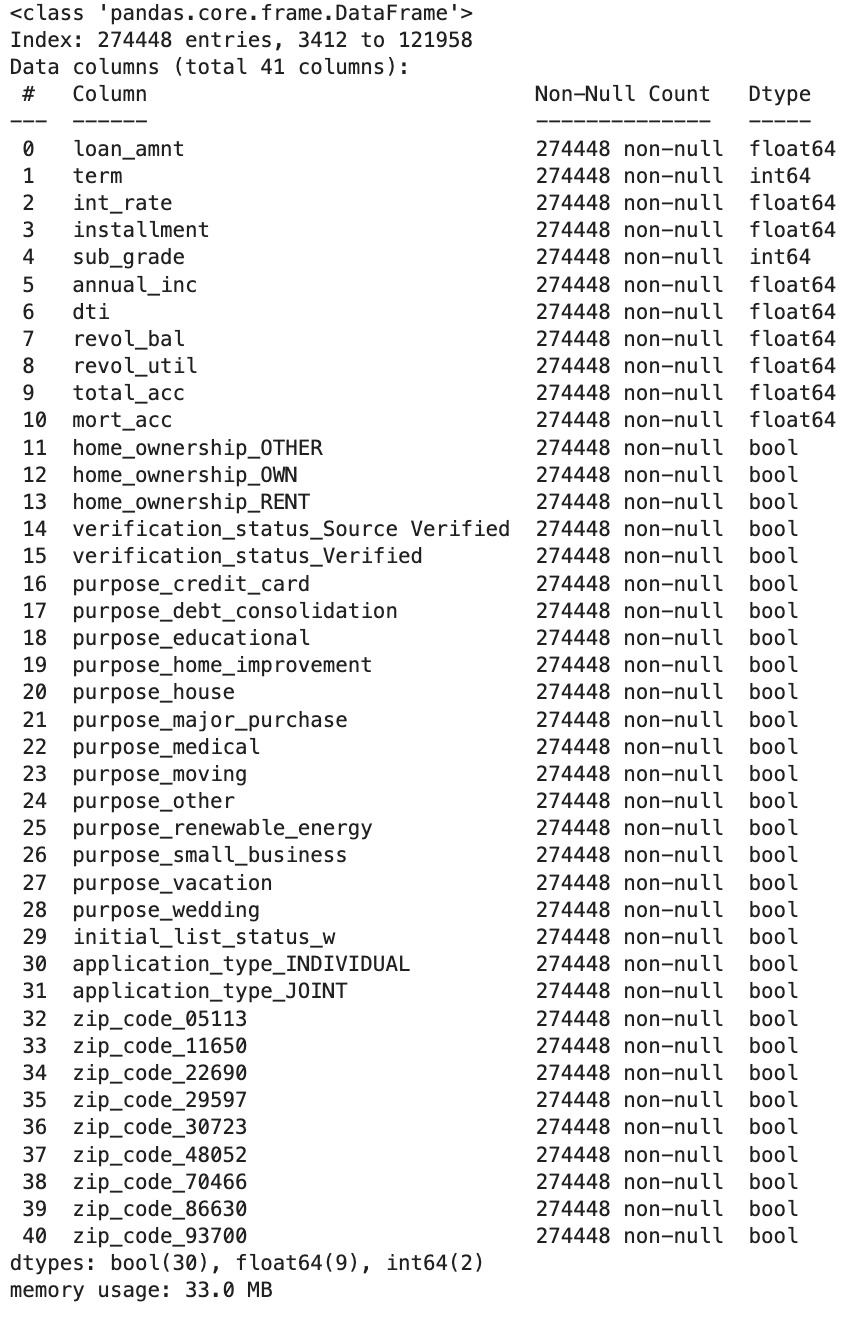 <class 'pandas.core.frame.DataFrame'>
Index: 274448 entries, 3412 to 121958
Data columns (total 41 columns):
 #   Column                               Non-Null Count   Dtype
---  ------                               --------------   -----
 0   loan_amnt                            274448 non-null  float64
 1   term                                 274448 non-null  int64
 2   int_rate                             274448 non-null  float64
 3   installment                          274448 non-null  float64
 4   sub_grade                            274448 non-null  int64
 5   annual_inc                           274448 non-null  float64
 6   dti                                  274448 non-null  float64
 7   revol_bal                            274448 non-null  float64
 8   revol_util                           274448 non-null  float64
 9   total_acc                            274448 non-null  float64
 10  mort_acc                             274448 non-null  float64
 11  home_ownership_OTHER                 274448 non-null  bool
 12  home_ownership_OWN                   274448 non-null  bool
 13  home_ownership_RENT                  274448 non-null  bool
 14  verification_status_Source Verified  274448 non-null  bool
 15  verification_status_Verified         274448 non-null  bool
 16  purpose_credit_card                  274448 non-null  bool
 17  purpose_debt_consolidation           274448 non-null  bool
 18  purpose_educational                  274448 non-null  bool
 19  purpose_home_improvement             274448 non-null  bool
 20  purpose_house                        274448 non-null  bool
 21  purpose_major_purchase               274448 non-null  bool
 22  purpose_medical                      274448 non-null  bool
 23  purpose_moving                       274448 non-null  bool
 24  purpose_other                        274448 non-null  bool
 25  purpose_renewable_energy             274448 non-null  bool
 26  purpose_small_business               274448 non-null  bool
 27  purpose_vacation                     274448 non-null  bool
 28  purpose_wedding                      274448 non-null  bool
 29  initial_list_status_w                274448 non-null  bool
 30  application_type_INDIVIDUAL          274448 non-null  bool
 31  application_type_JOINT               274448 non-null  bool
 32  zip_code_05113                       274448 non-null  bool
 33  zip_code_11650                       274448 non-null  bool
 34  zip_code_22690                       274448 non-null  bool
 35  zip_code_29597                       274448 non-null  bool
 36  zip_code_30723                       274448 non-null  bool
 37  zip_code_48052                       274448 non-null  bool
 38  zip_code_70466                       274448 non-null  bool
 39  zip_code_86630                       274448 non-null  bool
 40  zip_code_93700                       274448 non-null  bool
dtypes: bool(30), float64(9), int64(2)
memory usage: 33.0 MB